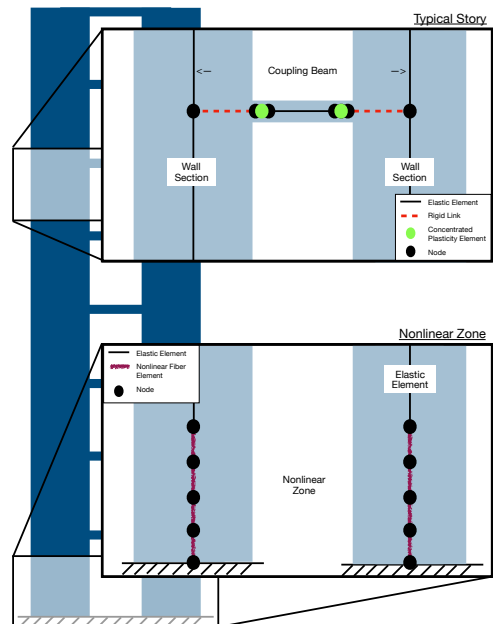 Typical Story
<- Coupling Beam ->
Wall
Section
Wall
Section
Elastic Element
Rigid Link
Concentrated
Plasticity Element
Node
Nonlinear Zone
Elastic Element
Nonlinear Fiber
Element
Node
Elastic
Element
Nonlinear
Zone